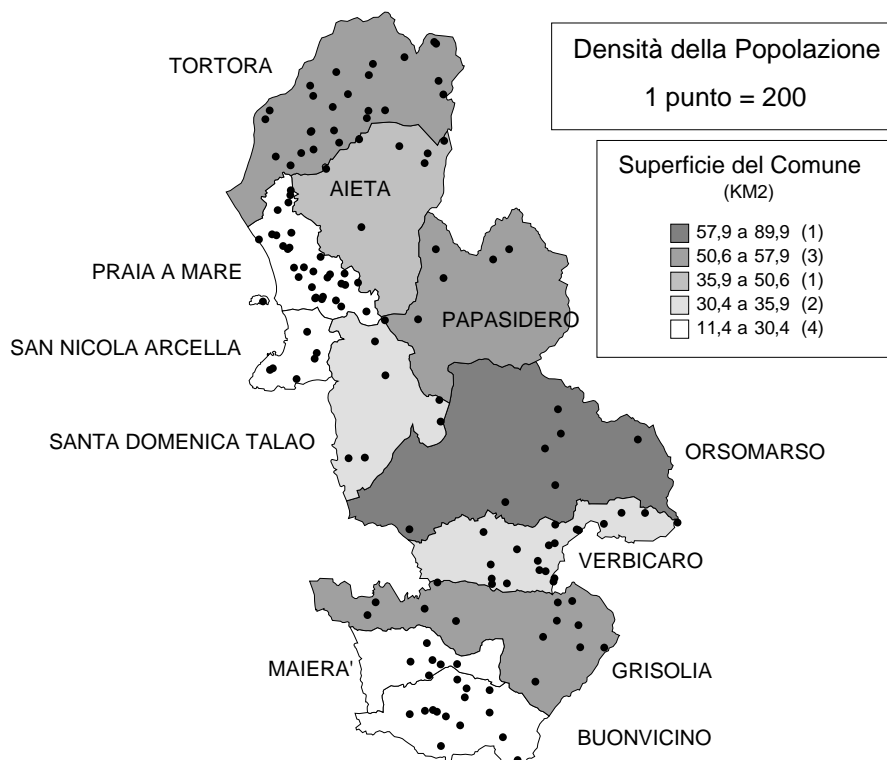 Densità della Popolazione
1 punto = 200
Superficie del Comune
(KM2)
57,9 a 89,9 (1)
50,6 a 57,9 (3)
35,9 a 50,6 (1)
30,4 a 35,9 (2)
11,4 a 30,4 (4)
TORTORA
AIETA
PRAIA A MARE
PAPASIDERO
SAN NICOLA ARCELLA
SANTA DOMENICA TALAO
ORSOMARSO
VERBICARO
MAIERA'
GRISOLIA
BUONVICINO